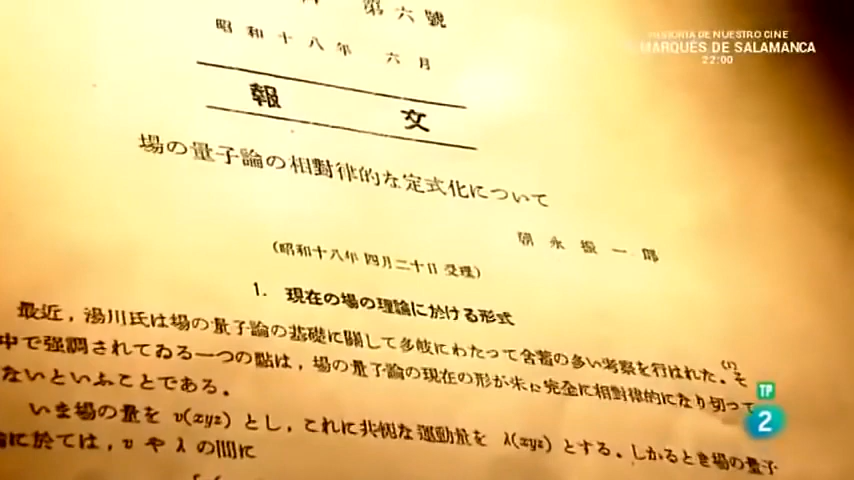 第六號
昭和十八年 六月
報 文
場の量子論の相對律的な定式化について
朝永振一郎
(昭和十八年四月二十日受理)
1. 現在の場の理論に於ける形式
最近，湯川氏は場の量子論の基礎に關して多岐にわたって含蓄の多い考察を行はれた。(1) そ
中で強調されてゐる一つの點は，場の量子論の現在の形が未だ完全に相對律的になり切って
ないといふことである。
いま場の量を v(xyz) とし，これに共軛な運動量を λ(xyz) とする。しかるとき場の量子
に於ては，v や λ の間に
MEMORIA DE NUESTRO CINE
MARQUÉS DE SALAMANCA
22:00
TP
2